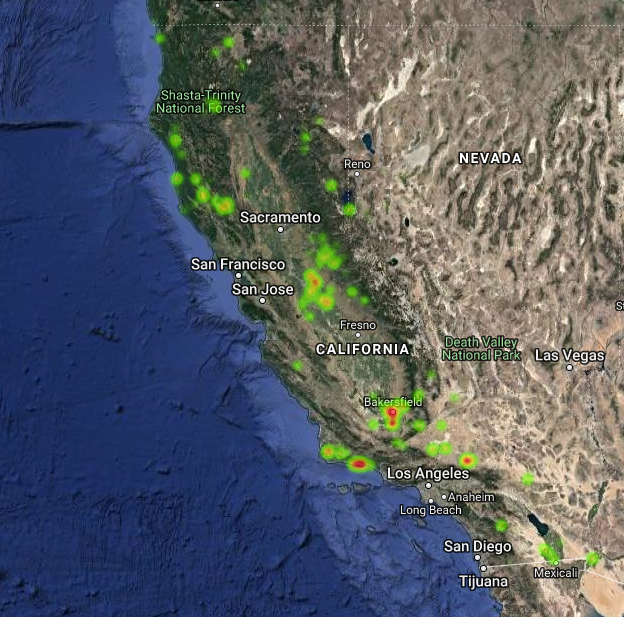 Shasta-Trinity
National Forest
Reno
NEVADA
Sacramento
San Francisco
San Jose
Fresno
CALIFORNIA
Death Valley
National Park
Las Vegas
Bakersfield
Los Angeles
Anaheim
Long Beach
San Diego
Tijuana
Mexicali